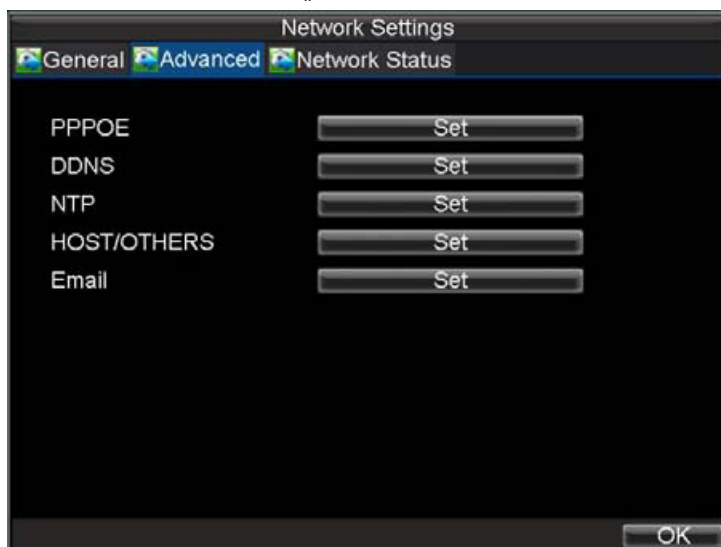 Network Settings
General Advanced Network Status
PPPOE Set
DDNS Set
NTP Set
HOST/OTHERS Set
Email Set
OK